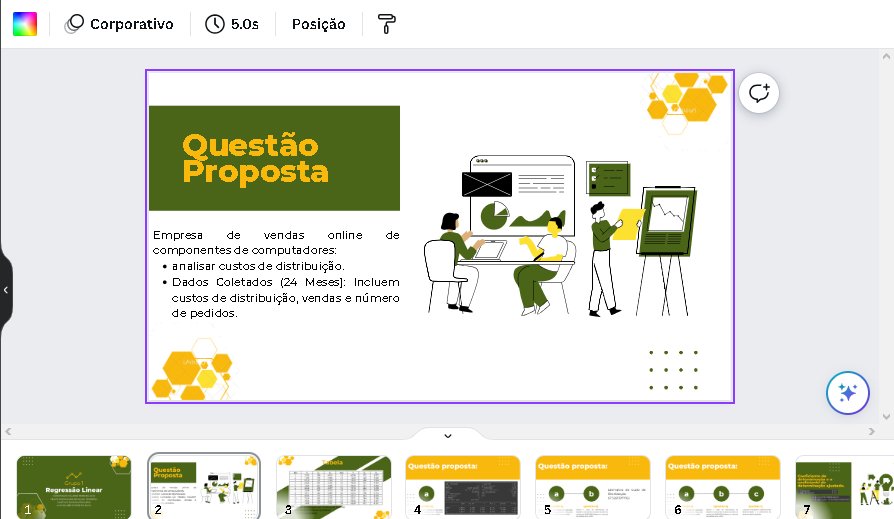 Corporativo
5.0s
Posição
Questão
Proposta
Empresa de vendas online de
componentes de computadores:
• analisar custos de distribuição.
• Dados Coletados (24 Meses): Incluem
custos de distribuição, vendas e número
de pedidos.
1
Grupo 1
Regressão Linear
2
Questão
Proposta
3
Tabela
4
Questão proposta:
a
5
Questão proposta:
a
b
6
Questão proposta:
a
b
c
7